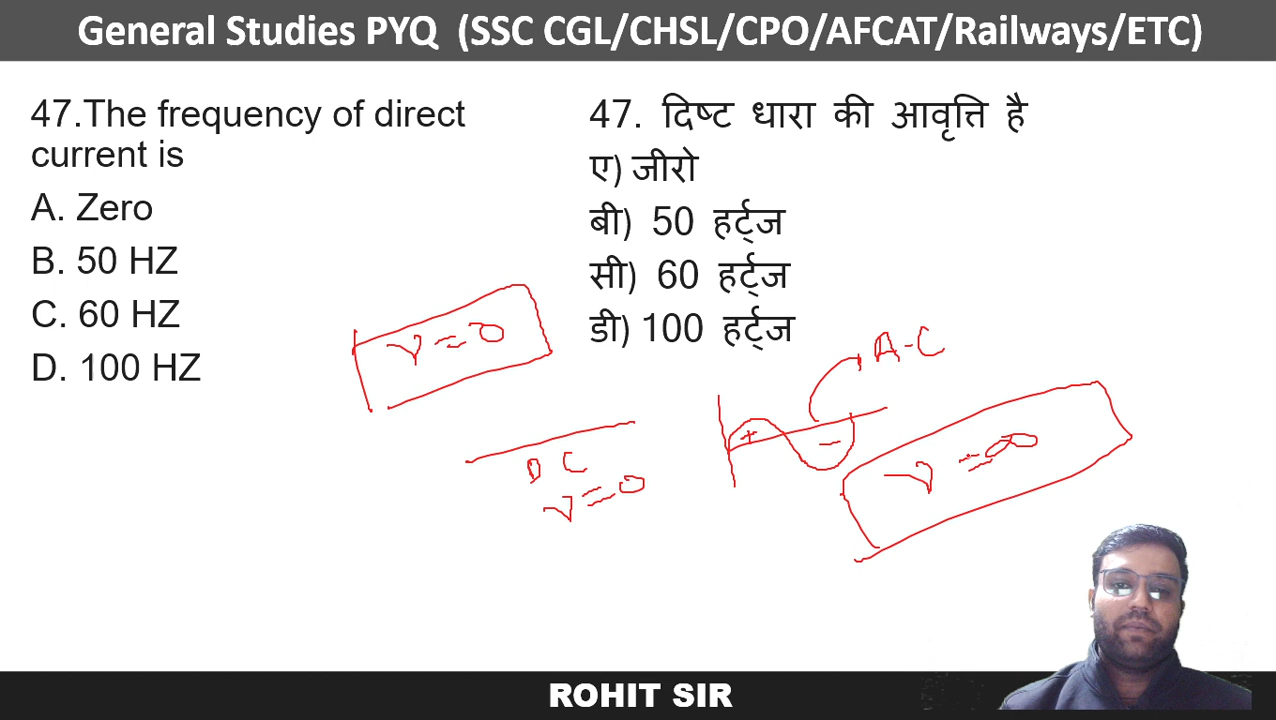 General Studies PYQ (SSC CGL/CHSL/CPO/AFCAT/Railways/ETC)
47.The frequency of direct
current is
A. Zero
B. 50 HZ
C. 60 HZ
D. 100 HZ
47. दिष्ट धारा की आवृत्ति है
ए) जीरो
बी) 50 हर्ट्ज
सी) 60 हर्ट्ज
डी) 100 हर्ट्ज
ν=0
A-C
+
-
DC
ν=0
ν=∞
ROHIT SIR